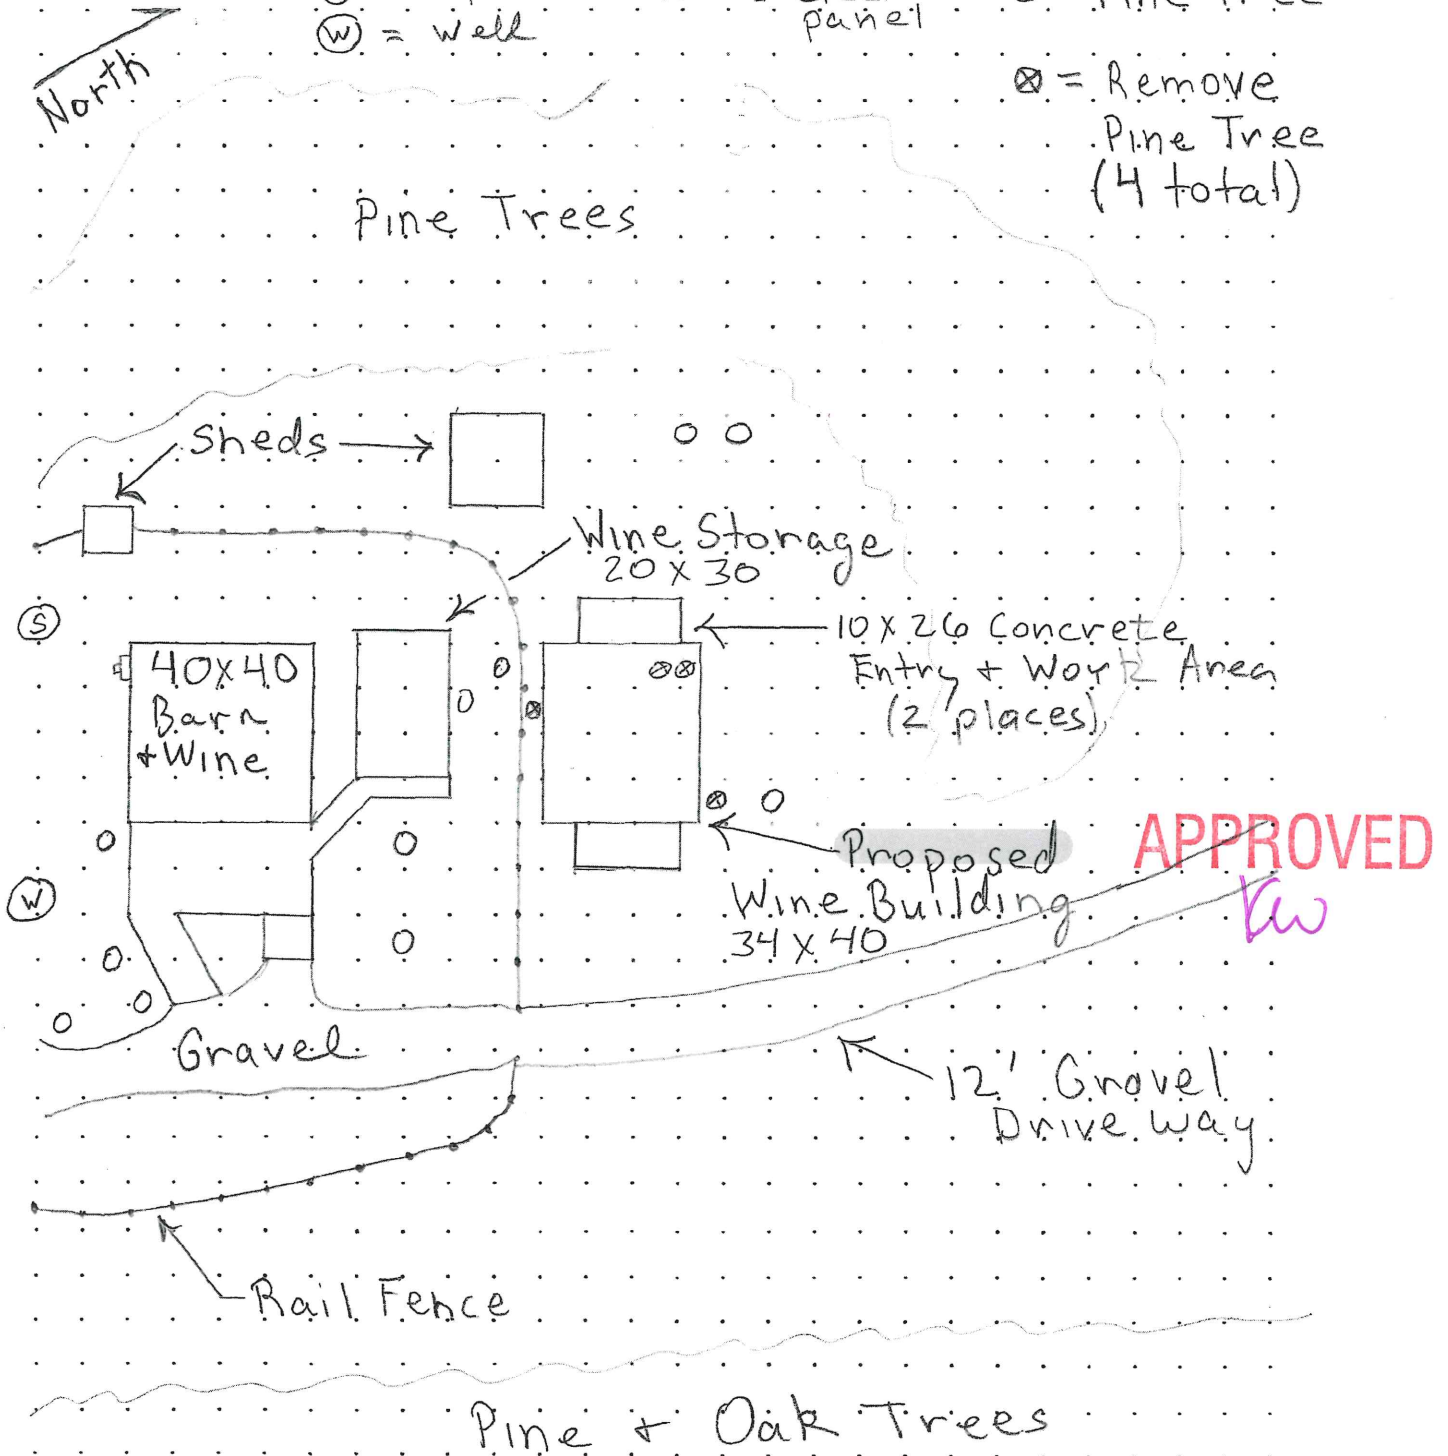 Ⓦ = Well
panel
North
⊗ = Remove
Pine Tree
(4 total)
Pine Trees
Sheds
Wine Storage
20 X 30
Ⓢ
10 X 26 Concrete
Entry + Work Area
(2 places)
40X40
Barn
+ Wine
APPROVED
Proposed
Wine Building
34 X 40
Ⓦ
Gravel
12' Gravel
Drive way
Rail Fence
Pine + Oak Trees